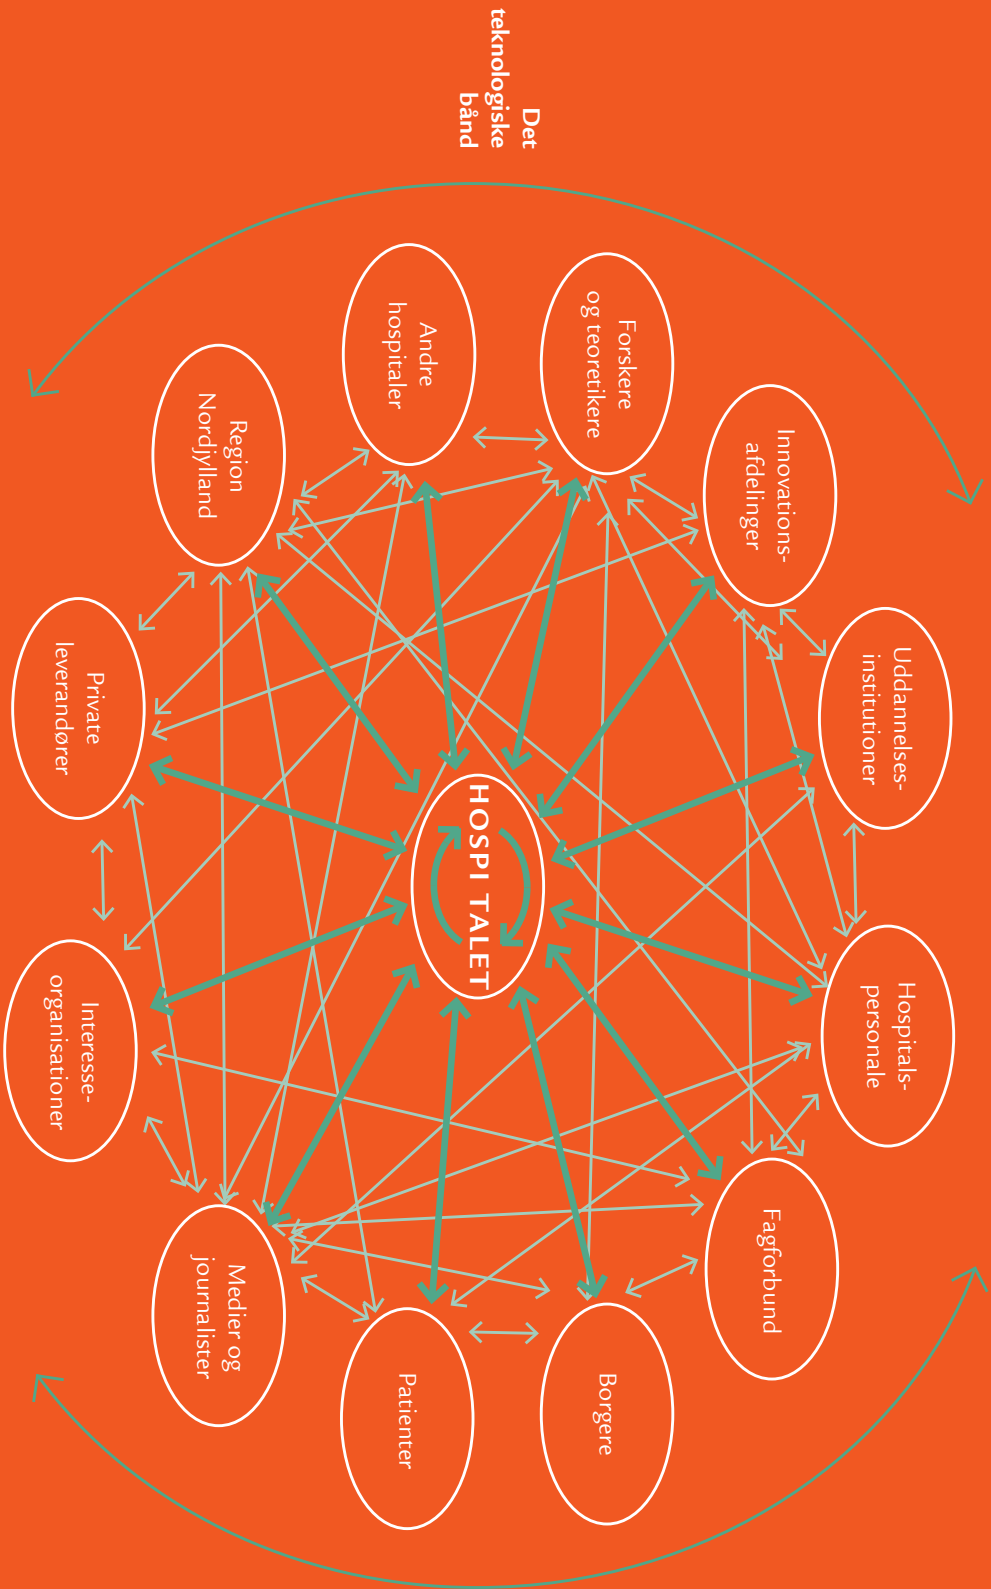 Det
teknologiske
bånd
Uddannelses-
institutioner
Hospitals-
personale
Innovations-
afdelinger
Fagforbund
Forskere
og teoretikere
Borgere
HOSPI TALET
Andre
hospitaler
Patienter
Region
Nordjylland
Medier og
journalister
Private
leverandører
Interesse-
organisationer